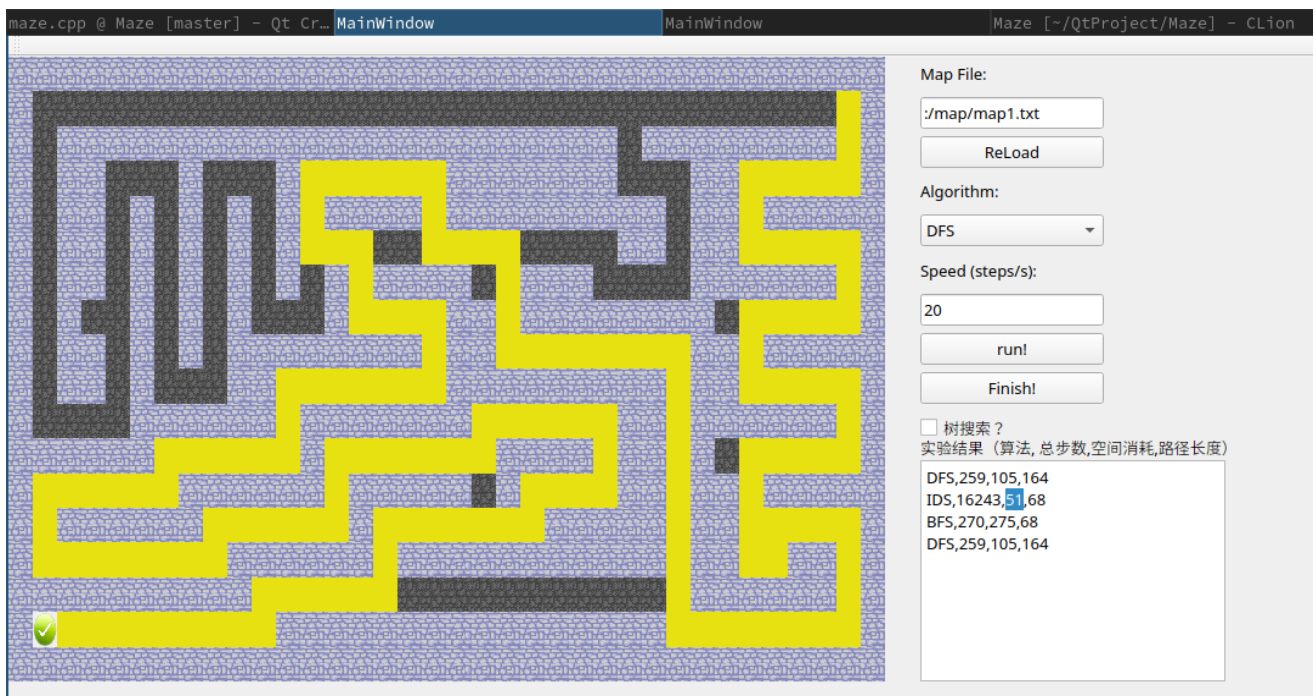 maze.cpp @ Maze [master] – Qt Cr… MainWindow MainWindow Maze [~/QtProject/Maze] – CLion
Map File:
:/map/map1.txt
ReLoad
Algorithm:
DFS
Speed (steps/s):
20
run!
Finish!
树搜索？
实验结果（算法, 总步数,空间消耗,路径长度）
DFS,259,105,164
IDS,16243,51,68
BFS,270,275,68
DFS,259,105,164